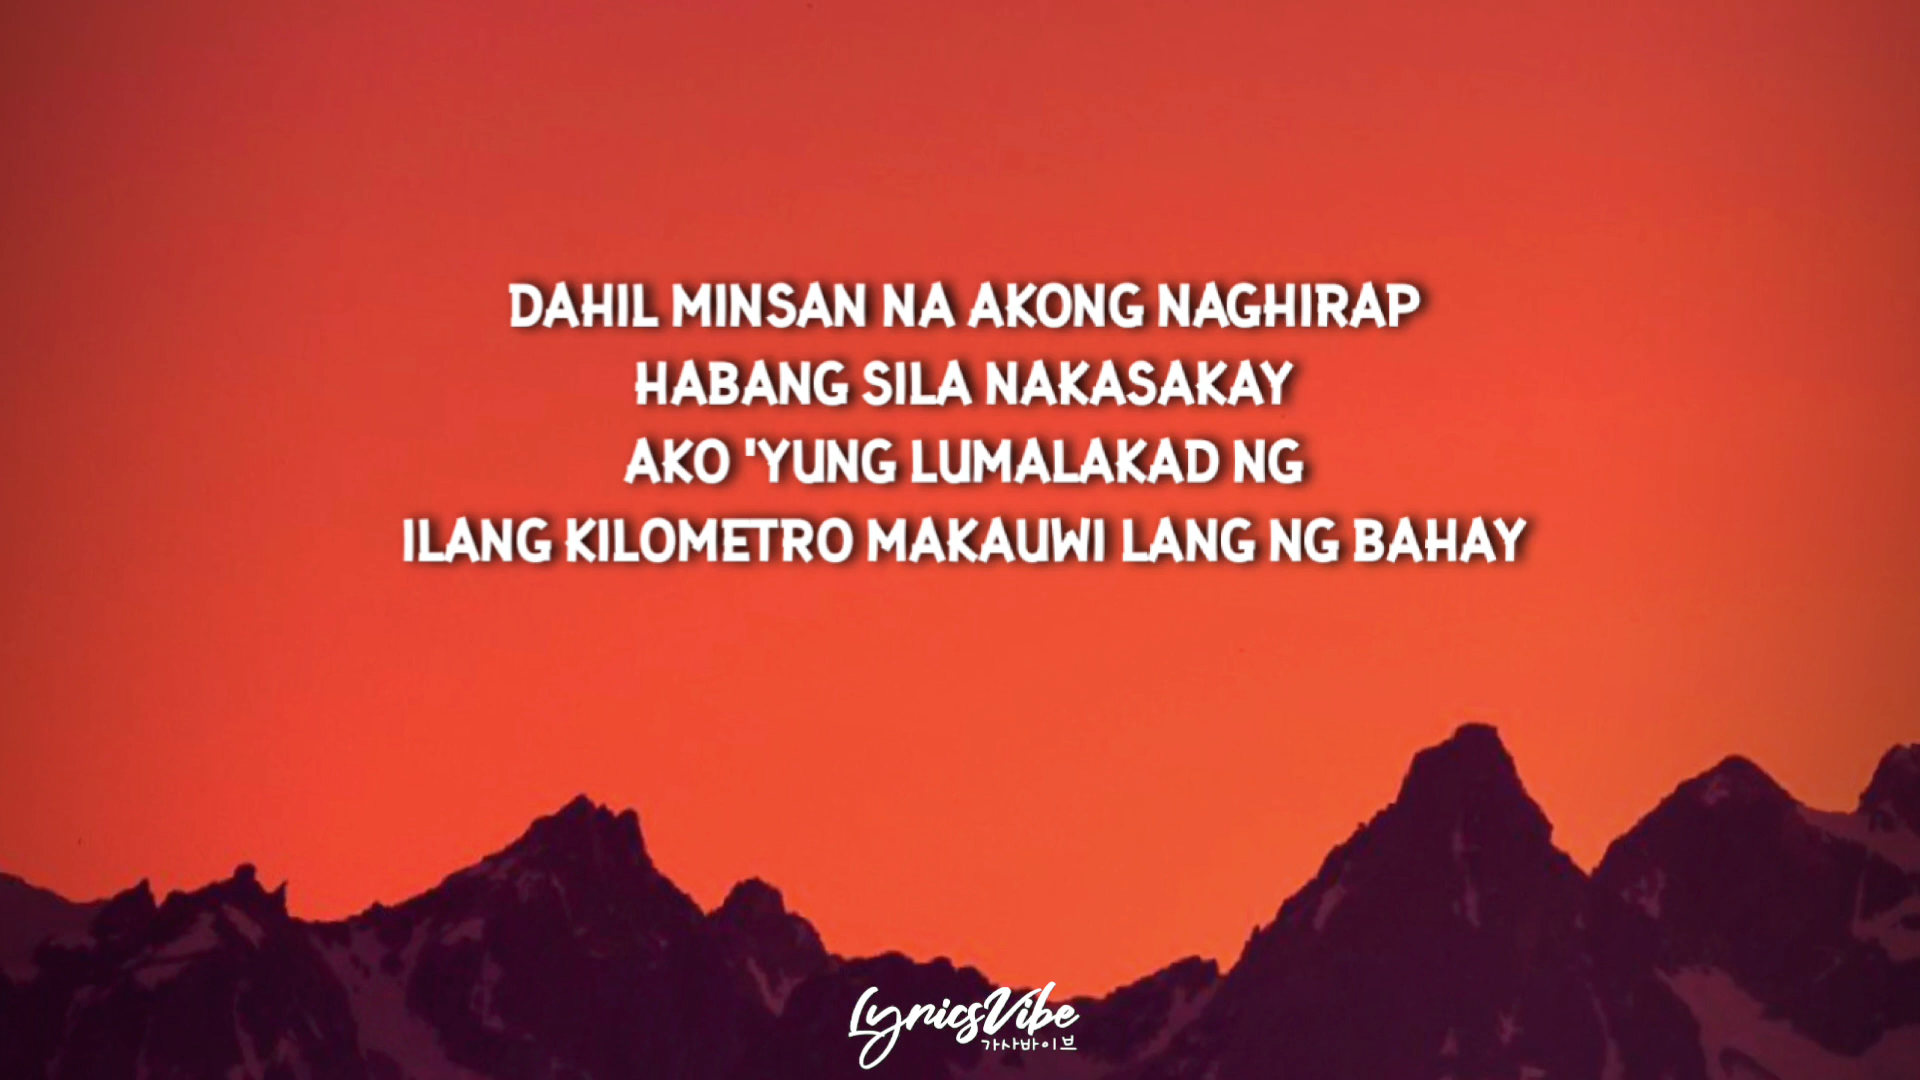 DAHIL MINSAN NA AKONG NAGHIRAP
HABANG SILA NAKASAKAY
AKO 'YUNG LUMALAKAD NG
ILANG KILOMETRO MAKAUWI LANG NG BAHAY
LyricsVibe
가사바이브